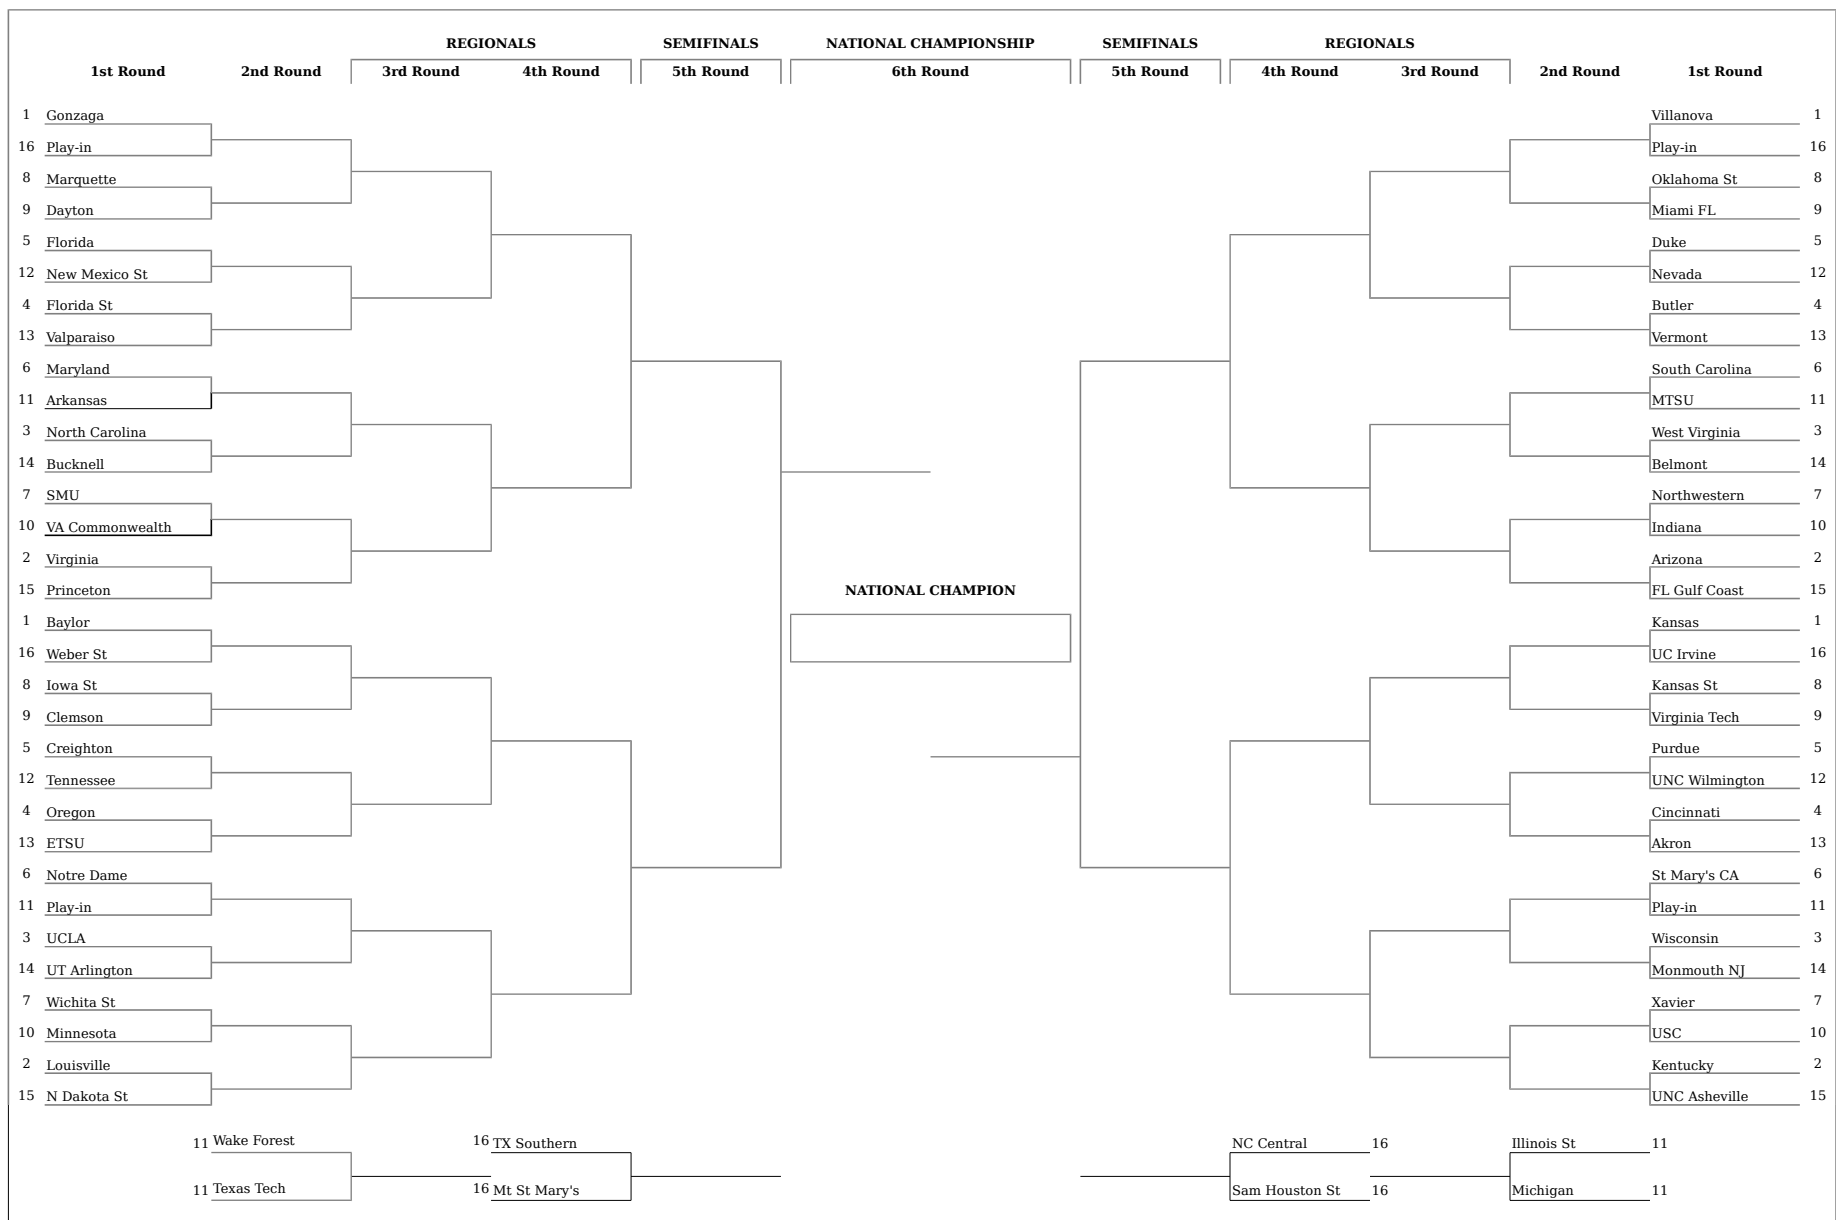 REGIONALS SEMIFINALS NATIONAL CHAMPIONSHIP SEMIFINALS REGIONALS
1st Round 2nd Round 3rd Round 4th Round 5th Round 6th Round 5th Round 4th Round 3rd Round 2nd Round 1st Round
1 Gonzaga Villanova 1
16 Play-in Play-in 16
8 Marquette Oklahoma St 8
9 Dayton Miami FL 9
5 Florida Duke 5
12 New Mexico St Nevada 12
4 Florida St Butler 4
13 Valparaiso Vermont 13
6 Maryland South Carolina 6
11 Arkansas MTSU 11
3 North Carolina West Virginia 3
14 Bucknell Belmont 14
7 SMU Northwestern 7
10 VA Commonwealth Indiana 10
2 Virginia Arizona 2
15 Princeton NATIONAL CHAMPION FL Gulf Coast 15
1 Baylor Kansas 1
16 Weber St UC Irvine 16
8 Iowa St Kansas St 8
9 Clemson Virginia Tech 9
5 Creighton Purdue 5
12 Tennessee UNC Wilmington 12
4 Oregon Cincinnati 4
13 ETSU Akron 13
6 Notre Dame St Mary's CA 6
11 Play-in Play-in 11
3 UCLA Wisconsin 3
14 UT Arlington Monmouth NJ 14
7 Wichita St Xavier 7
10 Minnesota USC 10
2 Louisville Kentucky 2
15 N Dakota St UNC Asheville 15
11 Wake Forest 16 TX Southern NC Central 16 Illinois St 11
11 Texas Tech 16 Mt St Mary's Sam Houston St 16 Michigan 11